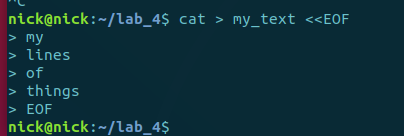 ^C
nick@nick:~/lab_4$ cat > my_text <<EOF
> my
> lines
> of
> things
> EOF
nick@nick:~/lab_4$